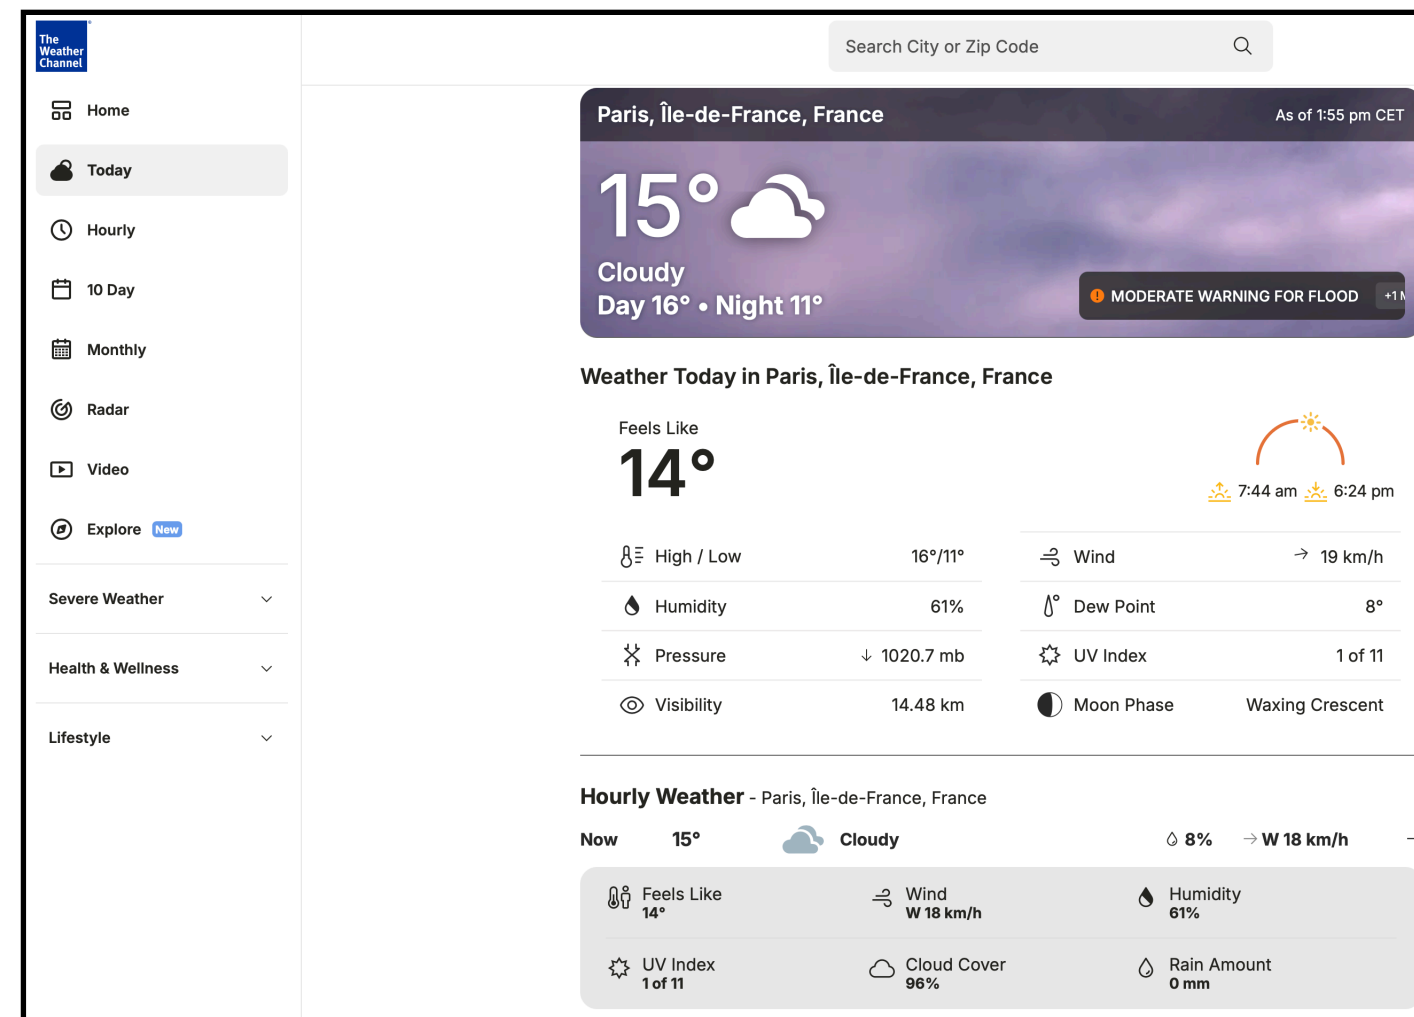 The
Weather
Channel
Search City or Zip Code
Home
Today
Hourly
10 Day
Monthly
Radar
Video
Explore New
Severe Weather
Health & Wellness
Lifestyle
Paris, Île-de-France, France
As of 1:55 pm CET
15°
Cloudy
Day 16° • Night 11°
MODERATE WARNING FOR FLOOD +1
Weather Today in Paris, Île-de-France, France
Feels Like
14°
7:44 am 6:24 pm
High / Low 16°/11°
Wind → 19 km/h
Humidity 61%
Dew Point 8°
Pressure ↓ 1020.7 mb
UV Index 1 of 11
Visibility 14.48 km
Moon Phase Waxing Crescent
Hourly Weather - Paris, Île-de-France, France
Now 15° Cloudy 8% → W 18 km/h
Feels Like
14°
Wind
W 18 km/h
Humidity
61%
UV Index
1 of 11
Cloud Cover
96%
Rain Amount
0 mm